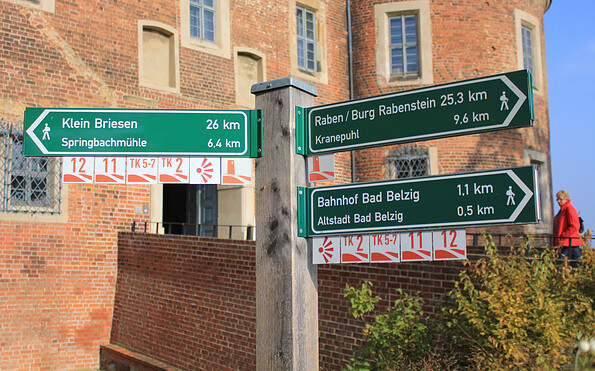 Klein Briesen 26 km
Springbachmühle 6,4 km
12 11 TK 5-7 TK 2
Raben / Burg Rabenstein 25,3 km
Kranepuhl 9.6 km
11
Bahnhof Bad Belzig 1,1 km
Altstadt Bad Belzig 0.5 km
TK 2 TK 5-7 11 12